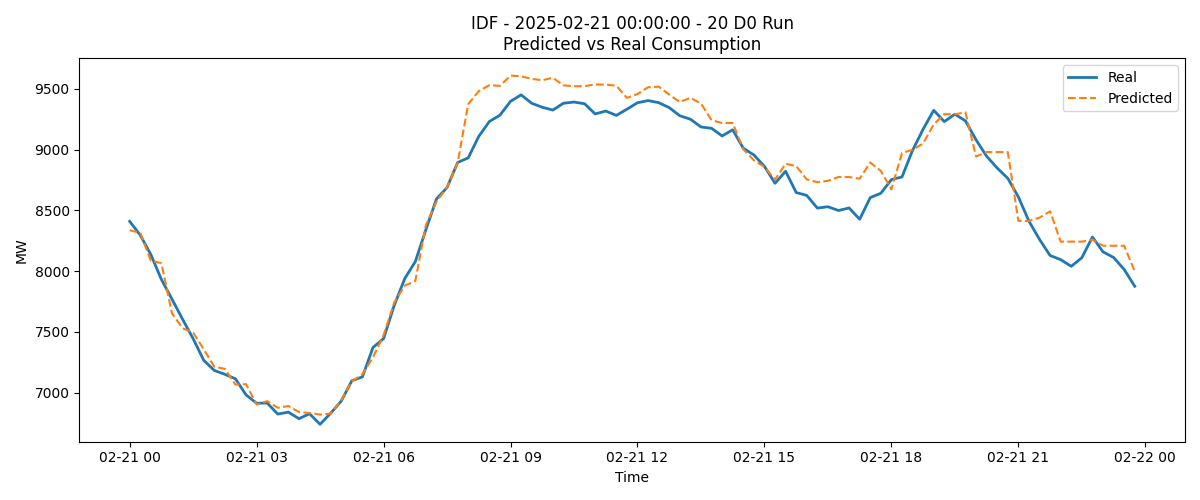 IDF - 2025-02-21 00:00:00 - 20 D0 Run
Predicted vs Real Consumption
Real
Predicted
MW
9500
9000
8500
8000
7500
7000
02-21 00
02-21 03
02-21 06
02-21 09
02-21 12
02-21 15
02-21 18
02-21 21
02-22 00
Time